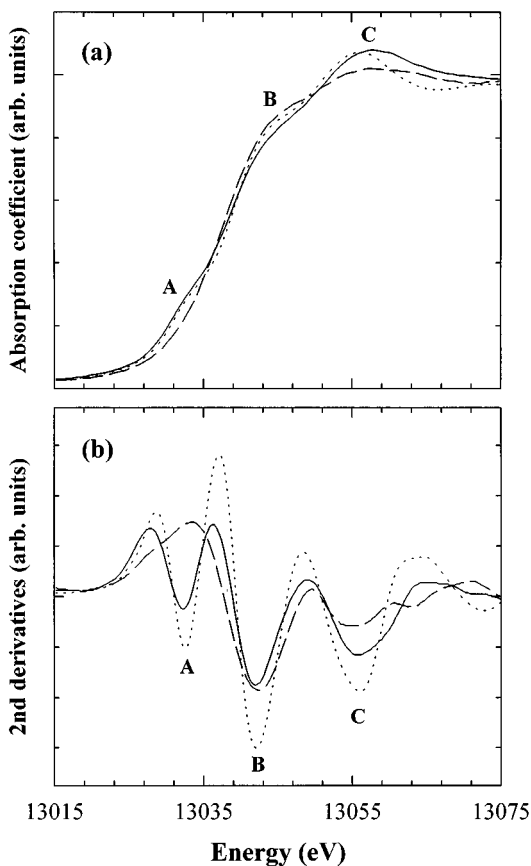 (a)
C
B
A
Absorption coefficient (arb. units)
(b)
A
C
B
2nd derivatives (arb. units)
13015 13035 13055 13075
Energy (eV)